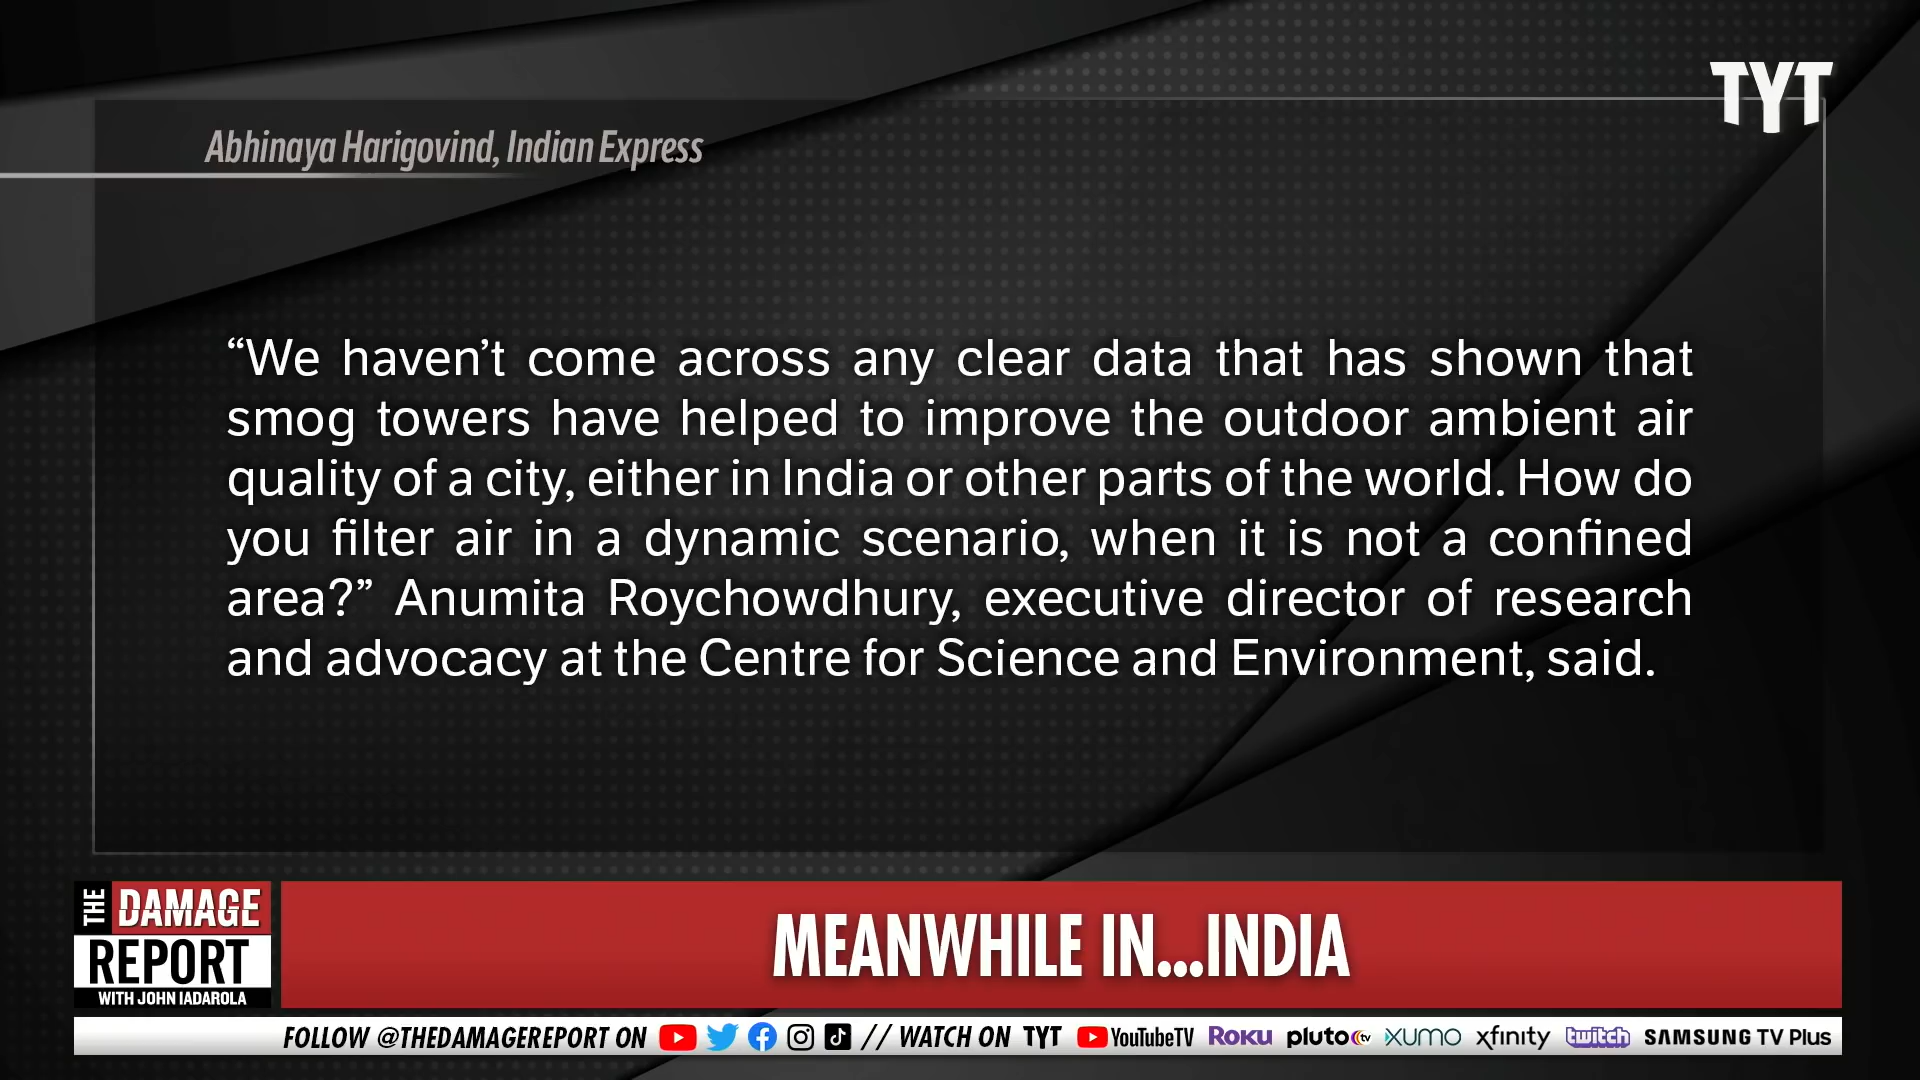 TYT
Abhinaya Harigovind, Indian Express
“We haven’t come across any clear data that has shown that
smog towers have helped to improve the outdoor ambient air
quality of a city, either in India or other parts of the world. How do
you filter air in a dynamic scenario, when it is not a confined
area?” Anumita Roychowdhury, executive director of research
and advocacy at the Centre for Science and Environment, said.
THE DAMAGE
REPORT
WITH JOHN IADAROLA
MEANWHILE IN...INDIA
FOLLOW @THEDAMAGEREPORT ON // WATCH ON TYT YouTubeTV ROKU pluto tv XUMO xfinity twitch SAMSUNG TV Plus